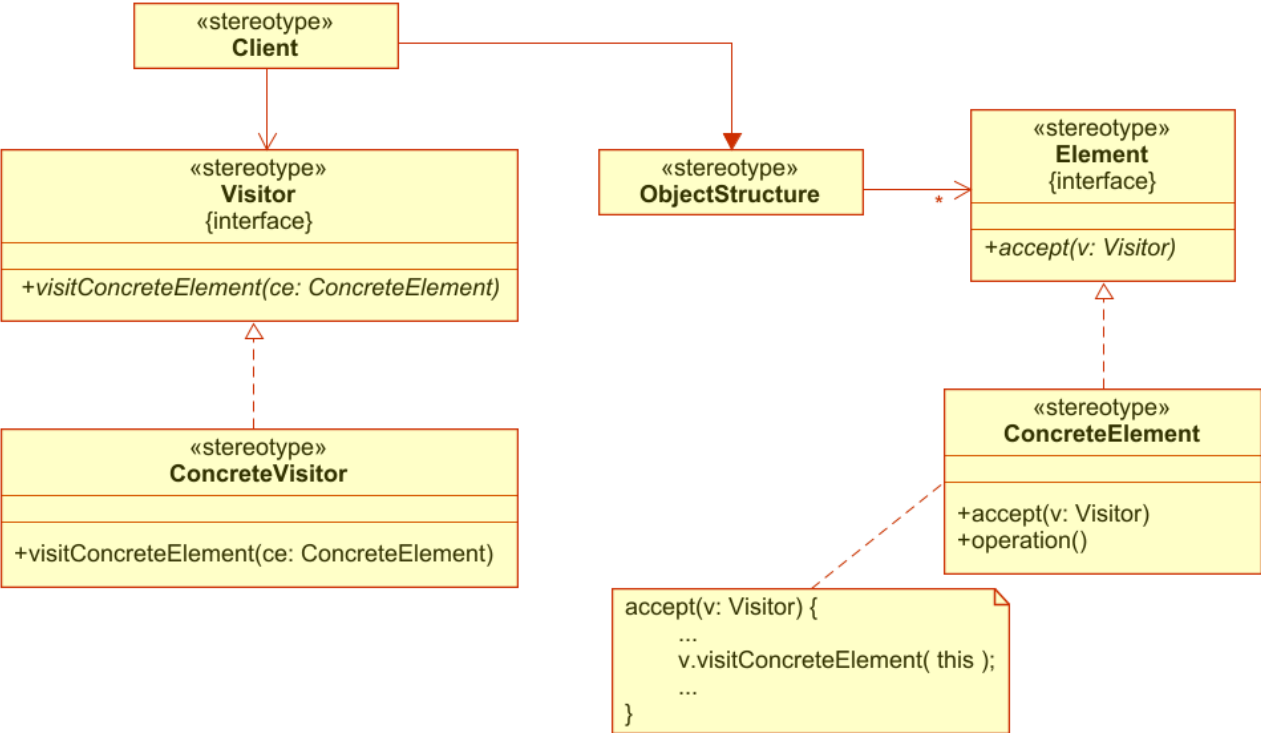 «stereotype»
Client
«stereotype»
Visitor
{interface}
+visitConcreteElement(ce: ConcreteElement)
«stereotype»
ObjectStructure
*
«stereotype»
Element
{interface}
+accept(v: Visitor)
«stereotype»
ConcreteVisitor
+visitConcreteElement(ce: ConcreteElement)
«stereotype»
ConcreteElement
+accept(v: Visitor)
+operation()
accept(v: Visitor) {
...
v.visitConcreteElement( this );
...
}